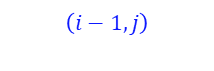 (i − 1, j)